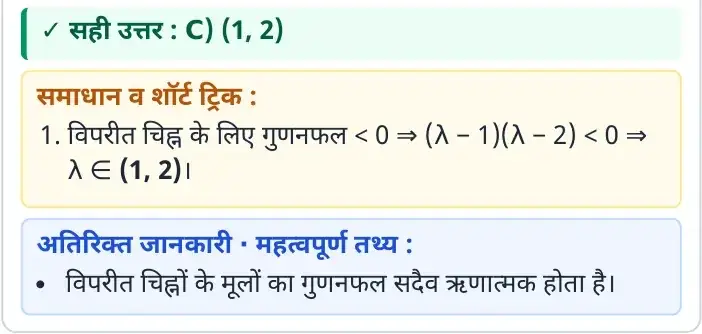 ✓ सही उत्तर : C) (1, 2)
समाधान व शॉर्ट ट्रिक :
1. विपरीत चिह्न के लिए गुणनफल < 0 ⇒ (λ − 1)(λ − 2) < 0 ⇒
λ ∈ (1, 2)।
अतिरिक्त जानकारी · महत्वपूर्ण तथ्य :
• विपरीत चिह्नों के मूलों का गुणनफल सदैव ऋणात्मक होता है।